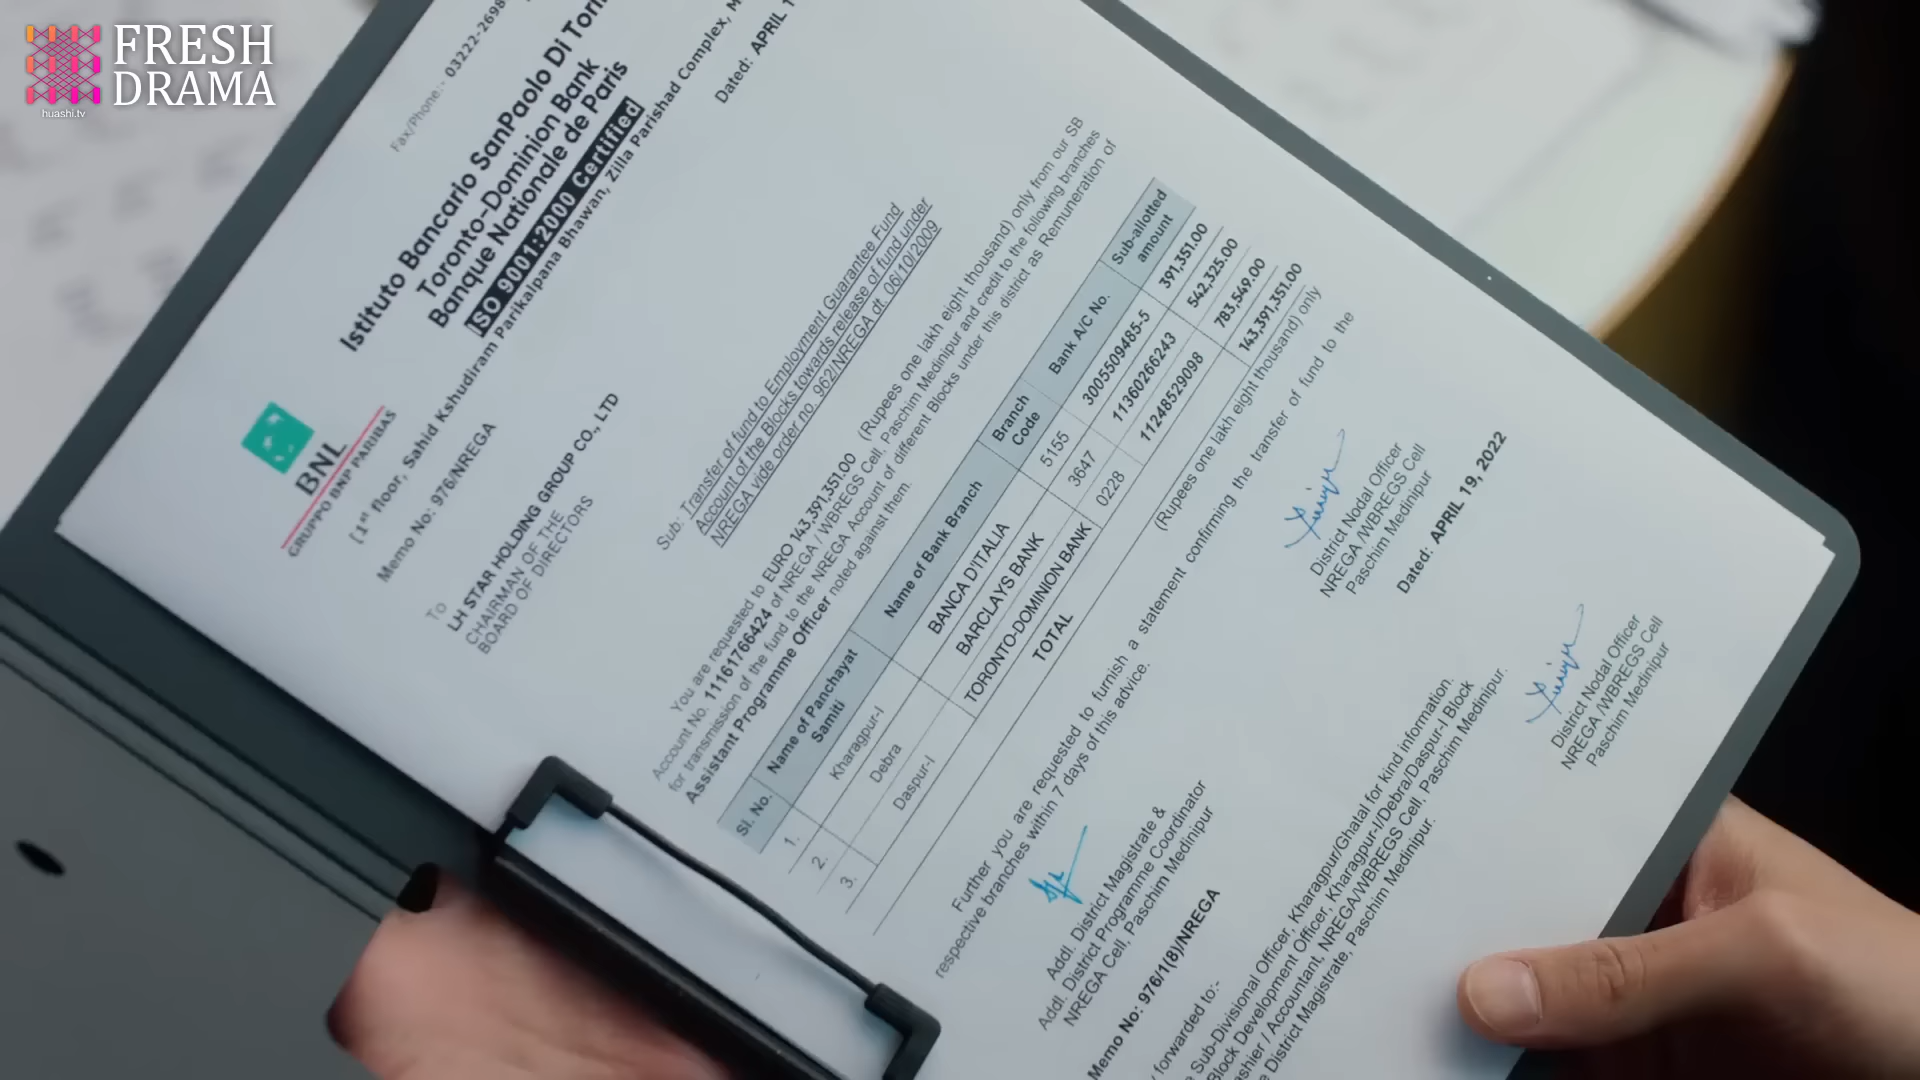 FRESH
DRAMA
huashi.tv
Fax/Phone:- 03222-2698
Istituto Bancario SanPaolo Di Torin
Toronto-Dominion Bank
Banque Nationale de Paris
ISO 9001:2000 Certified
BNL
GRUPPO BNP PARIBAS
[1st floor, Sahid Kshudiram Parikalpana Bhawan, Zilla Parishad Complex, M
Memo No: 976/NREGA
Dated: APRIL 1
To
LH STAR HOLDING GROUP CO., LTD
CHAIRMAN OF THE
BOARD OF DIRECTORS
Sub: Transfer of fund to Employment Guarantee Fund
Account of the Blocks towards release of fund under
NREGA vide order no. 962/NREGA dt. 06/10/2009
You are requested to EURO 143,391,351.00 (Rupees one lakh eight thousand) only from our SB
Account No. 11161766424 of NREGA / WBREGS Cell, Paschim Medinipur and credit to the following branches
for transmission of the fund to the NREGA Account of different Blocks under this district as Remuneration of
Assistant Programme Officer noted against them.
Sl. No. Name of Panchayat Samiti Name of Bank Branch Branch Code Bank A/C No. Sub-allotted amount
1. Kharagpur-I BANCA D'ITALIA 5155 3005509485-5 391,351.00
2. Debra BARCLAYS BANK 3647 11360266243 542,325.00
3. Daspur-I TORONTO-DOMINION BANK 0228 11248529098 783,549.00
TOTAL 143,391,351.00
(Rupees one lakh eight thousand) only
Further you are requested to furnish a statement confirming the transfer of fund to the
respective branches within 7 days of this advice.
District Nodal Officer
NREGA /WBREGS Cell
Paschim Medinipur
Addl. District Magistrate &
Addl. District Programme Coordinator
NREGA Cell, Paschim Medinipur
Memo No: 976/1(8)/NREGA
Dated: APRIL 19, 2022
y forwarded to:-
Sub-Divisional Officer, Kharagpur/Ghatal for kind information.
Block Development Officer, Kharagpur-I/Debra/Daspur-I Block
ashier / Accountant, NREGA/WBREGS Cell, Paschim Medinipur.
e District Magistrate, Paschim Medinipur.
District Nodal Officer
NREGA /WBREGS Cell
Paschim Medinipur